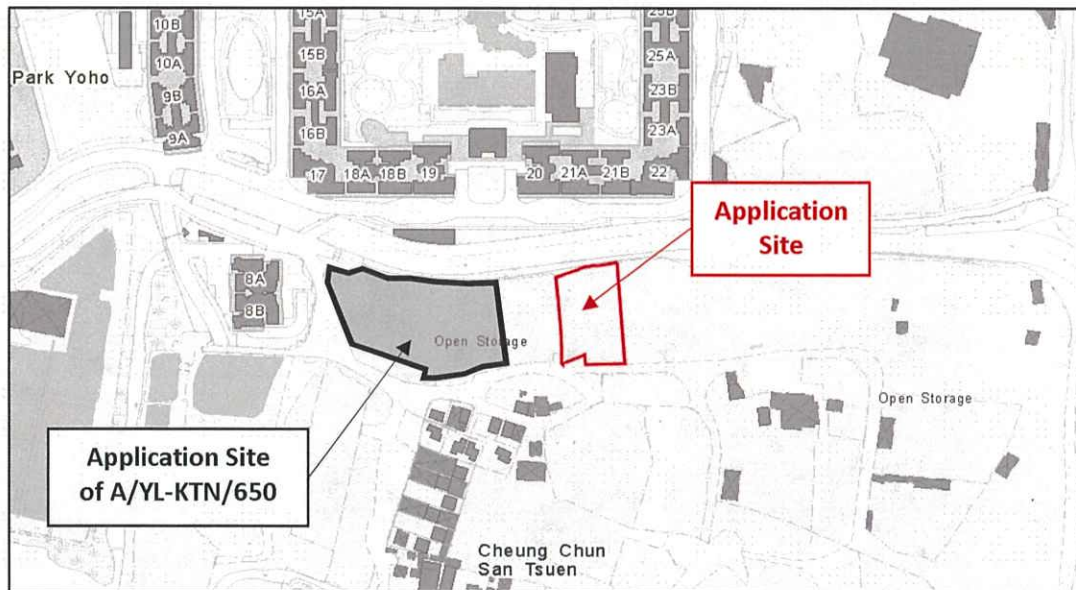 10B
15A
25B
Park Yoho
10A
15B
25A
9B
16A
23B
9A
16B
23A
17
18A
18B
19
20
21A
21B
22
Application
Site
8A
8B
Open Storage
Open Storage
Application Site
of A/YL-KTN/650
Cheung Chun
San Tsuen